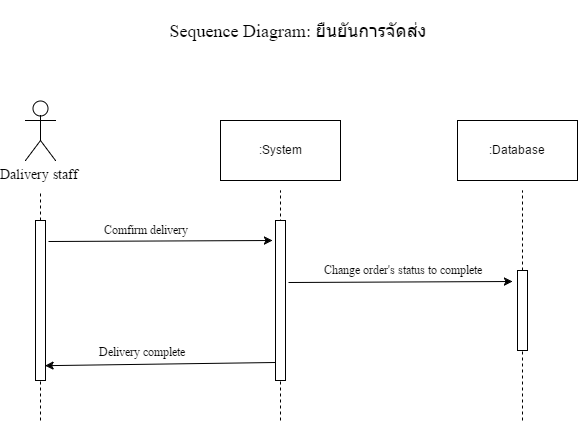 Sequence Diagram: ยืนยันการจัดส่ง
Dalivery staff
:System
:Database
Comfirm delivery
Change order's status to complete
Delivery complete